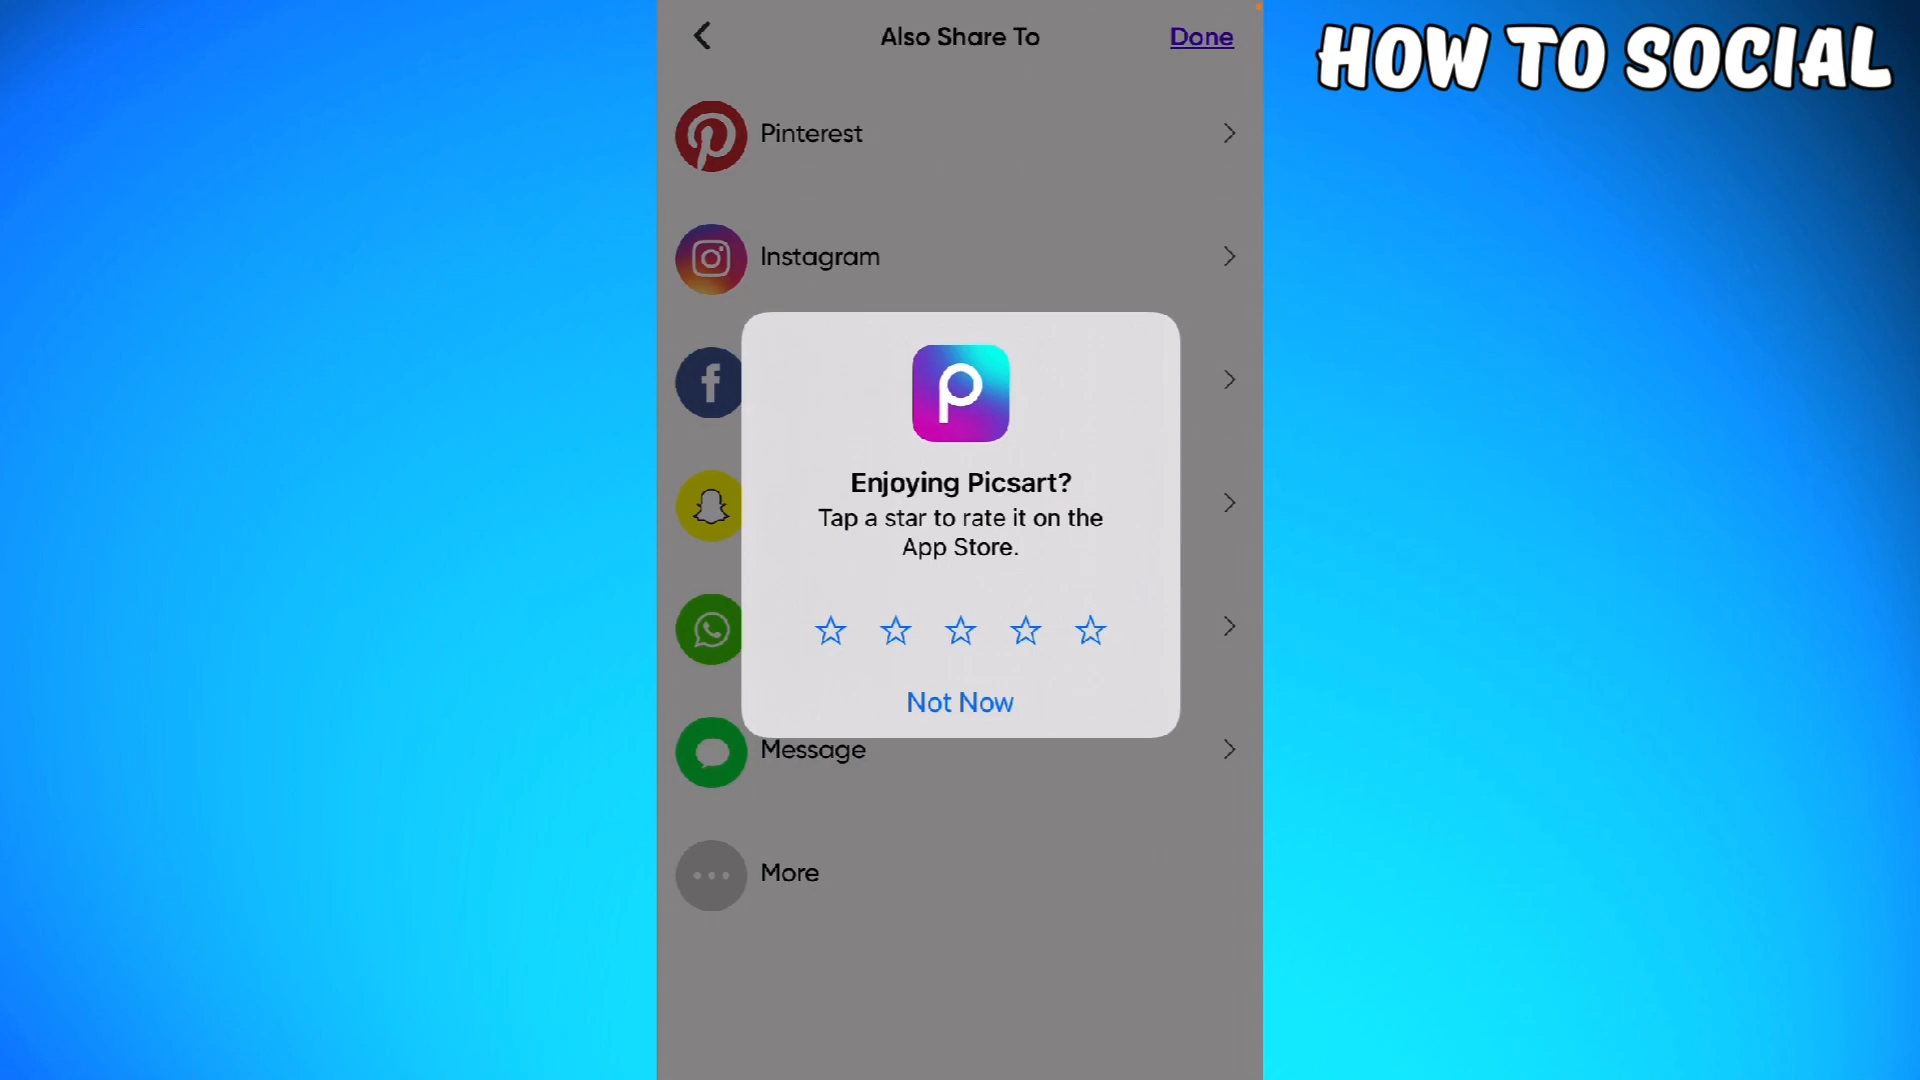 HOW TO SOCIAL
Also Share To
Done
Pinterest
Instagram
Enjoying Picsart?
Tap a star to rate it on the
App Store.
Not Now
Message
More